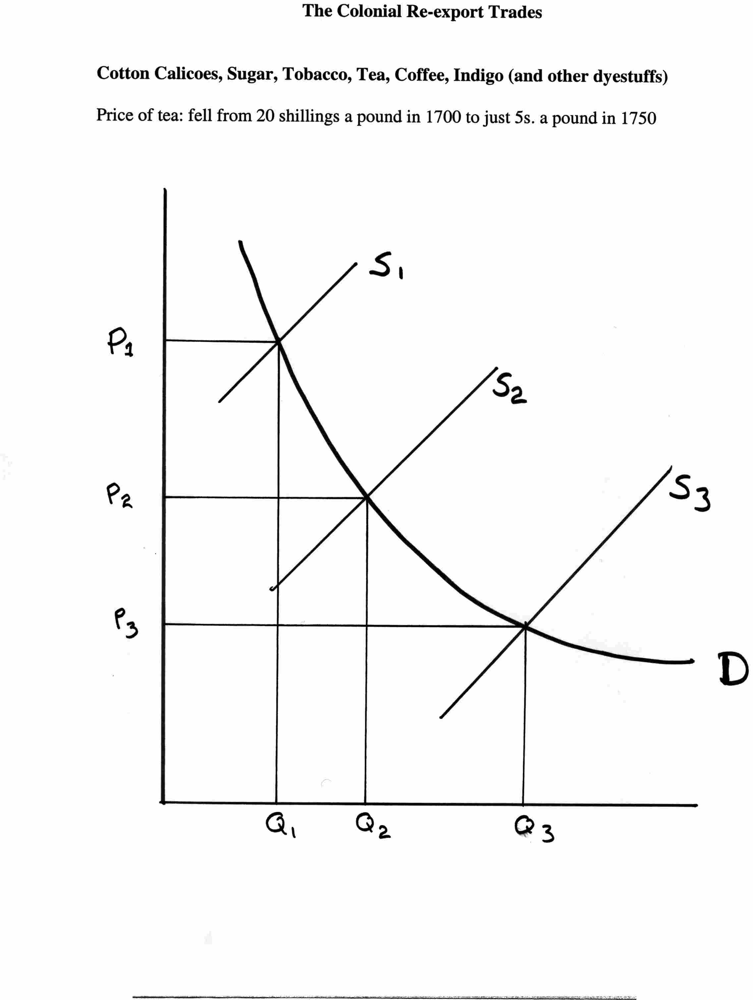 The Colonial Re-export Trades
Cotton Calicoes, Sugar, Tobacco, Tea, Coffee, Indigo (and other dyestuffs)
Price of tea: fell from 20 shillings a pound in 1700 to just 5s. a pound in 1750
S1
P1
S2
P2
S3
P3
D
Q1 Q2 Q3